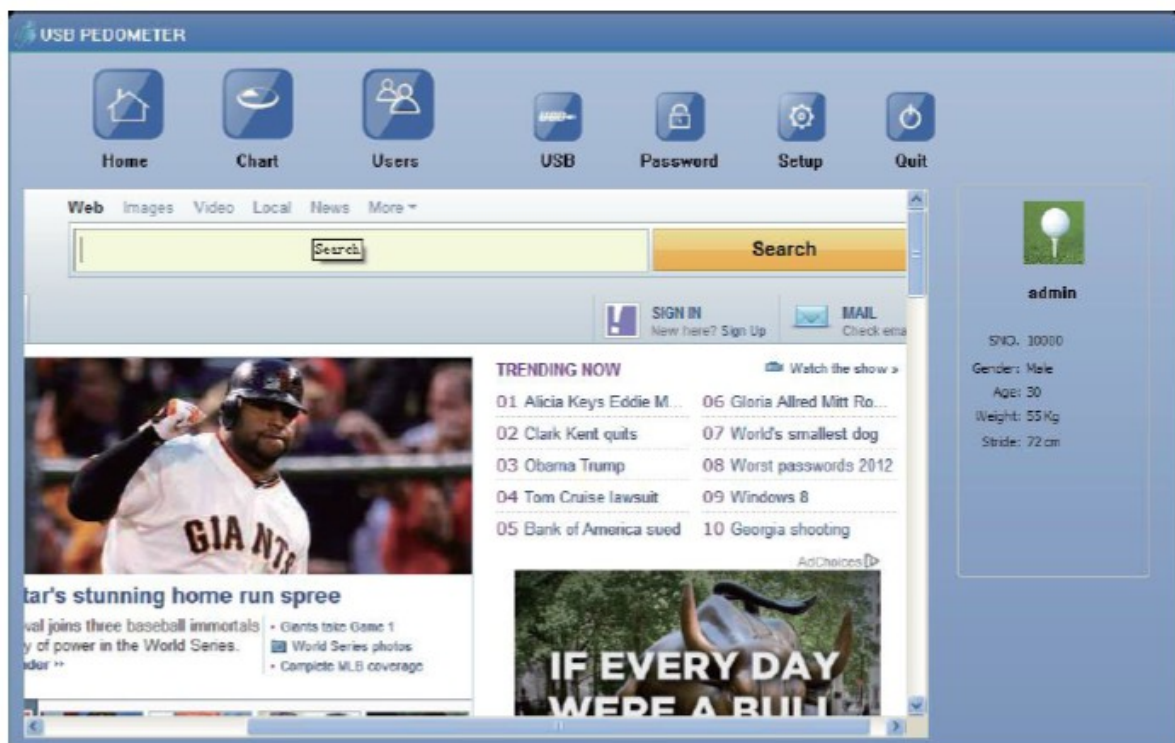 USB PEDOMETER
Home Chart Users USB Password Setup Quit
Web Images Video Local News More
Search
Search
SIGN IN
New here? Sign Up
MAIL
Check ema
GIANTS
tar's stunning home run spree
val joins three baseball immortals
y of power in the World Series.
der »
• Giants take Game 1
World Series photos
• Complete MLB coverage
TRENDING NOW
Watch the show »
01 Alicia Keys Eddie M...
02 Clark Kent quits
03 Obama Trump
04 Tom Cruise lawsuit
05 Bank of America sued
06 Gloria Allred Mitt Ro...
07 World's smallest dog
08 Worst passwords 2012
09 Windows 8
10 Georgia shooting
AdChoices
IF EVERY DAY
WERE A BULL
admin
SNO. 10000
Gender: Male
Age: 30
Weight: 55 Kg
Stride: 72 cm